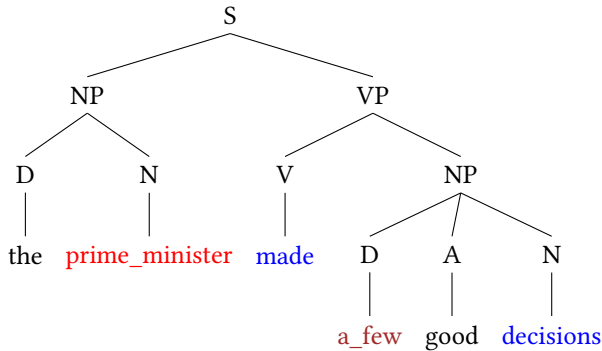 S
NP VP
D N V NP
the prime_minister made D A N
a_few good decisions